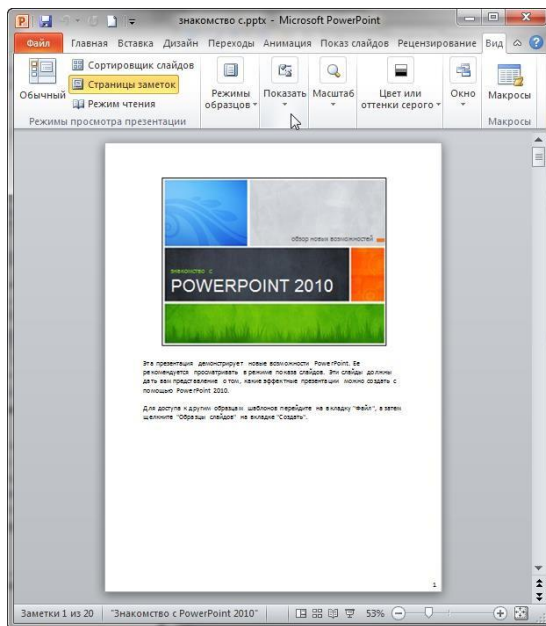 знакомство с.pptx - Microsoft PowerPoint
Файл Главная Вставка Дизайн Переходы Анимация Показ слайдов Рецензирование Вид
Обычный
Сортировщик слайдов
Страницы заметок
Режим чтения
Режимы просмотра презентации
Режимы
образцов
Показать
Масштаб
Цвет или
оттенки серого
Окно
Макросы
Макросы
обзор новых возможностей
знакомство с
POWERPOINT 2010
Эта презентация демонстрирует новые возможности PowerPoint. Ее
рекомендуется просматривать в режиме показа слайдов. Эти слайды должны
дать вам представление о том, какие эффектные презентации можно создать с
помощью PowerPoint 2010.
Для доступа к другим образцам шаблонов перейдите на вкладку "Файл", а затем
щелкните "Образцы слайдов" на вкладке "Создать".
1
Заметки 1 из 20 "Знакомство с PowerPoint 2010" 53%